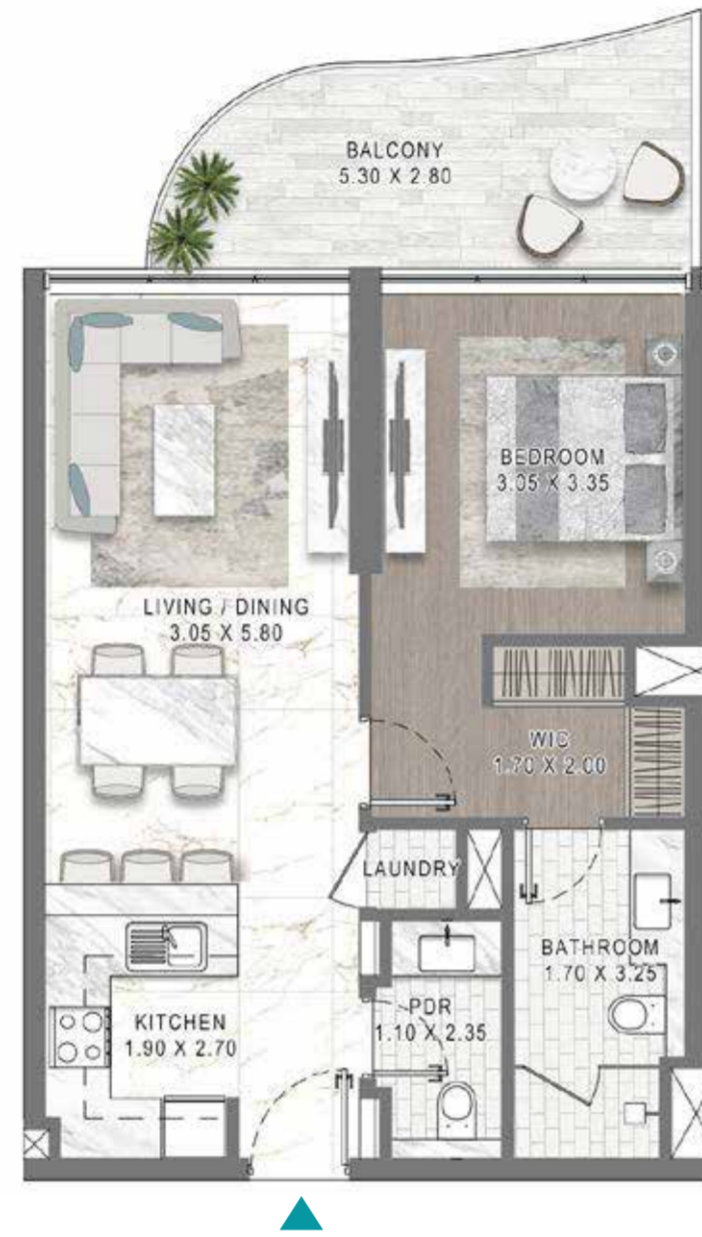 BALCONY
5.30 X 2.80
BEDROOM
3.05 X 3.35
LIVING / DINING
3.05 X 5.80
WIC
1.70 X 2.00
LAUNDRY
BATHROOM
1.70 X 3.25
PDR
1.10 X 2.35
KITCHEN
1.90 X 2.70